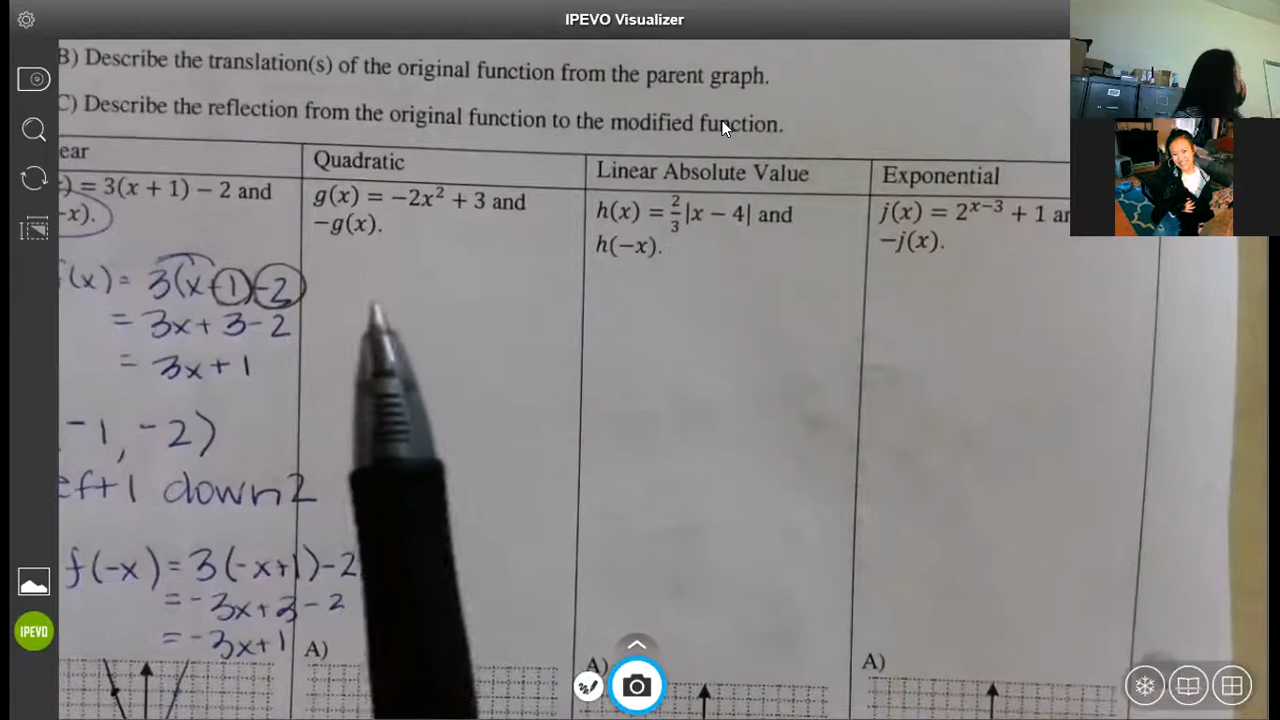 IPEVO Visualizer
B) Describe the translation(s) of the original function from the parent graph.
C) Describe the reflection from the original function to the modified function.
ear
) = 3(x + 1) − 2 and
-x).
(x) = 3(x+1)-2
= 3x + 3 - 2
= 3x + 1
-1, -2)
eft 1 down 2
f(-x) = 3(-x+1)-2
= -3x + 3 - 2
= -3x + 1
Quadratic
g(x) = −2x² + 3 and
−g(x).
A)
Linear Absolute Value
h(x) = 2/3|x − 4| and
h(−x).
A)
Exponential
j(x) = 2^(x−3) + 1 ar
−j(x).
A)
IPEVO